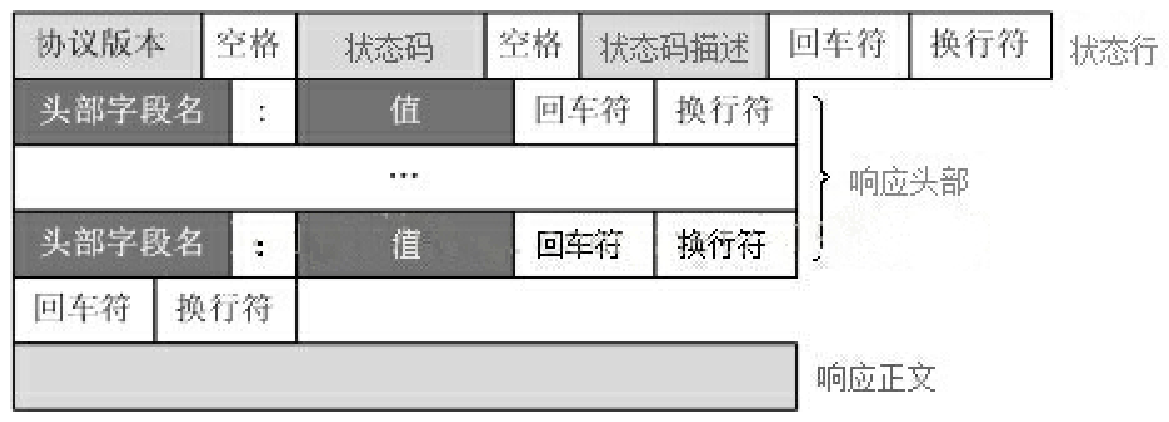 协议版本 空格 状态码 空格 状态码描述 回车符 换行符 状态行
头部字段名 : 值 回车符 换行符
...
响应头部
头部字段名 : 值 回车符 换行符
回车符 换行符
响应正文